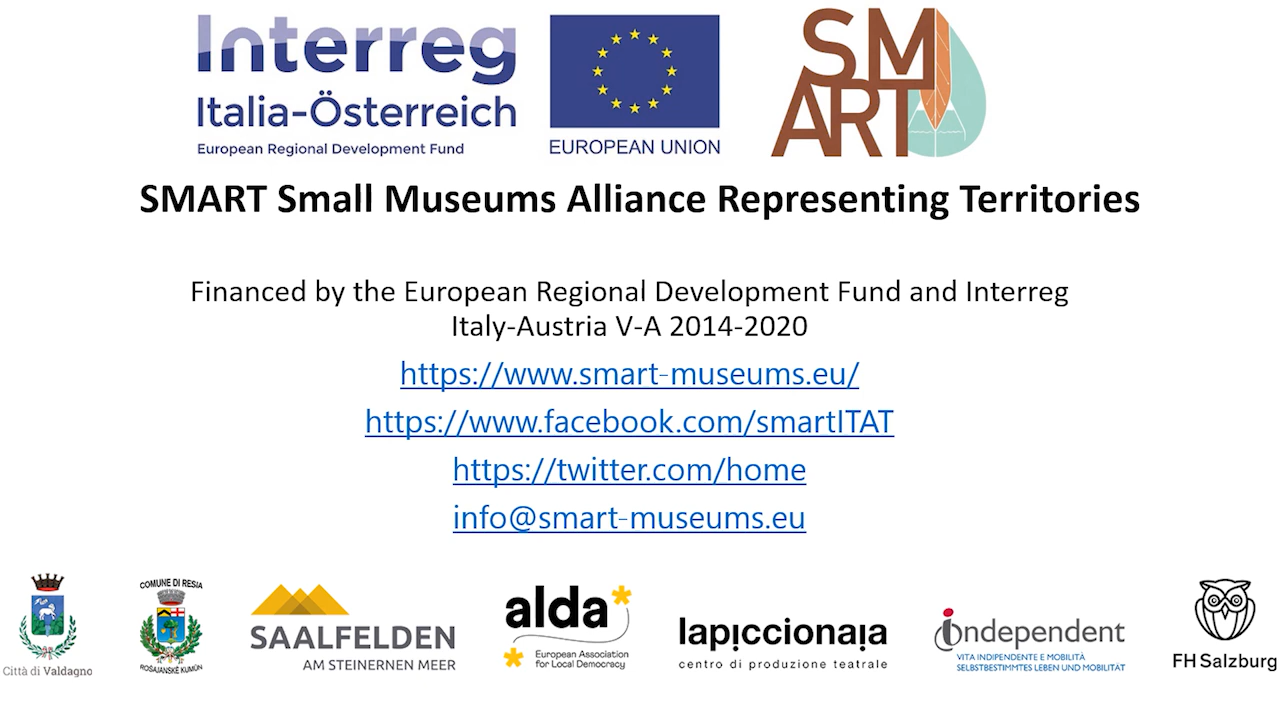 Interreg
Italia-Österreich
European Regional Development Fund
EUROPEAN UNION
SM
ART
SMART Small Museums Alliance Representing Territories
Financed by the European Regional Development Fund and Interreg
Italy-Austria V-A 2014-2020
https://www.smart-museums.eu/
https://www.facebook.com/smartITAT
https://twitter.com/home
info@smart-museums.eu
Città di Valdagno
COMUNE DI RESIA
ROSAJANSKË KUMÜN
SAALFELDEN
AM STEINERNEN MEER
alda
European Association
for Local Democracy
lapiccionaia
centro di produzione teatrale
independent
VITA INDIPENDENTE E MOBILITÀ
SELBSTBESTIMMTES LEBEN UND MOBILITÄT
FH Salzburg